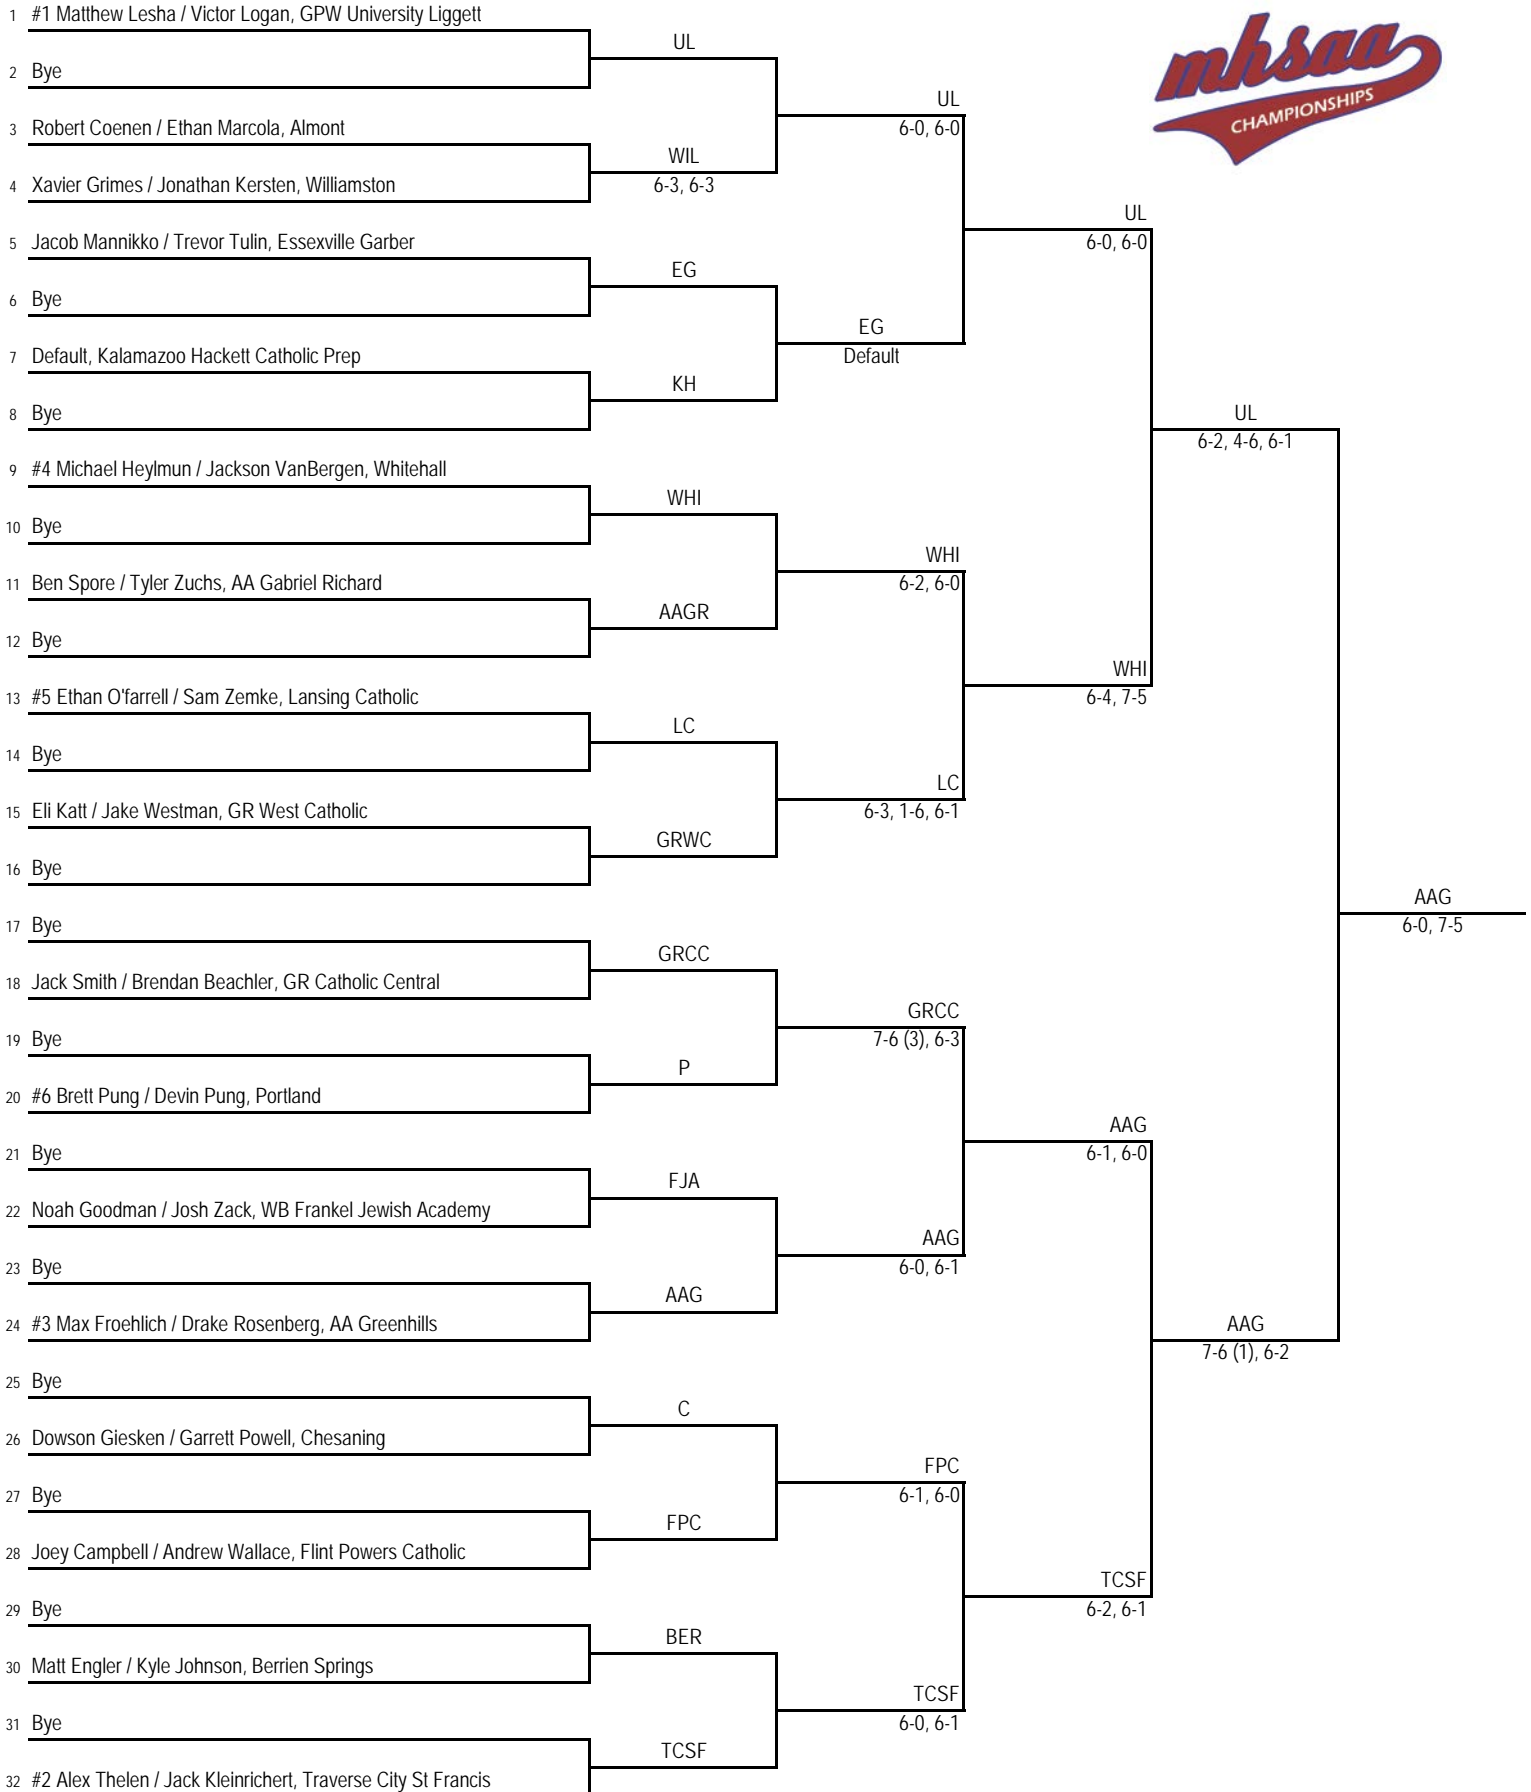 1 #1 Matthew Lesha / Victor Logan, GPW University Liggett
UL
2 Bye
mhsaa
CHAMPIONSHIPS
UL
6-0, 6-0
3 Robert Coenen / Ethan Marcola, Almont
WIL
6-3, 6-3
4 Xavier Grimes / Jonathan Kersten, Williamston
UL
6-0, 6-0
5 Jacob Mannikko / Trevor Tulin, Essexville Garber
EG
6 Bye
EG
Default
7 Default, Kalamazoo Hackett Catholic Prep
KH
8 Bye
UL
6-2, 4-6, 6-1
9 #4 Michael Heylmun / Jackson VanBergen, Whitehall
WHI
10 Bye
WHI
6-2, 6-0
11 Ben Spore / Tyler Zuchs, AA Gabriel Richard
AAGR
12 Bye
WHI
6-4, 7-5
13 #5 Ethan O'farrell / Sam Zemke, Lansing Catholic
LC
14 Bye
LC
6-3, 1-6, 6-1
15 Eli Katt / Jake Westman, GR West Catholic
GRWC
16 Bye
AAG
6-0, 7-5
17 Bye
GRCC
18 Jack Smith / Brendan Beachler, GR Catholic Central
GRCC
7-6 (3), 6-3
19 Bye
P
20 #6 Brett Pung / Devin Pung, Portland
AAG
6-1, 6-0
21 Bye
FJA
22 Noah Goodman / Josh Zack, WB Frankel Jewish Academy
AAG
6-0, 6-1
23 Bye
AAG
24 #3 Max Froehlich / Drake Rosenberg, AA Greenhills
AAG
7-6 (1), 6-2
25 Bye
C
26 Dowson Giesken / Garrett Powell, Chesaning
FPC
6-1, 6-0
27 Bye
FPC
28 Joey Campbell / Andrew Wallace, Flint Powers Catholic
TCSF
6-2, 6-1
29 Bye
BER
30 Matt Engler / Kyle Johnson, Berrien Springs
TCSF
6-0, 6-1
31 Bye
TCSF
32 #2 Alex Thelen / Jack Kleinrichert, Traverse City St Francis